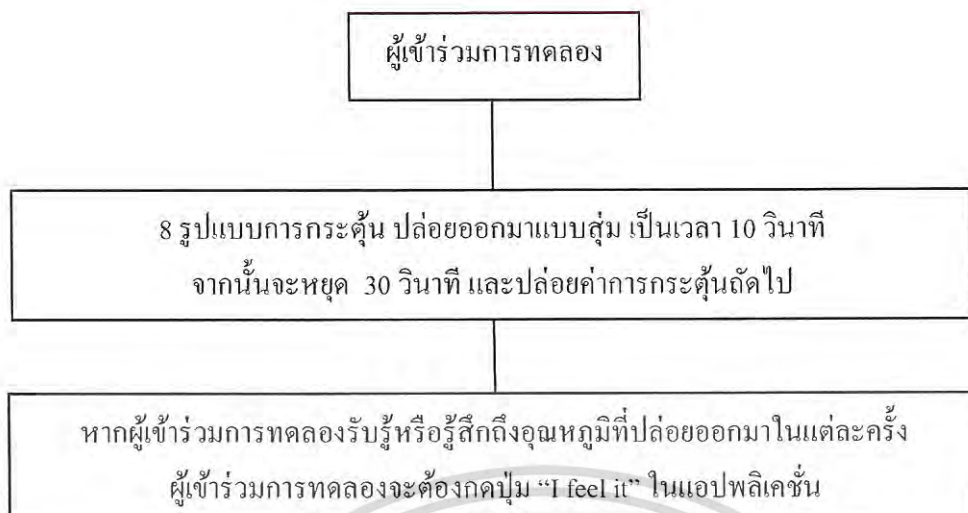 ผู้เข้าร่วมการทดลอง
8 รูปแบบการกระตุ้น ปล่อยออกมาแบบสุ่ม เป็นเวลา 10 วินาที
จากนั้นจะหยุด 30 วินาที และปล่อยค่าการกระตุ้นถัดไป
หากผู้เข้าร่วมการทดลองรับรู้หรือรู้สึกถึงอุณหภูมิที่ปล่อยออกมาในแต่ละครั้ง
ผู้เข้าร่วมการทดลองจะต้องกดปุ่ม “I feel it” ในแอปพลิเคชั่น